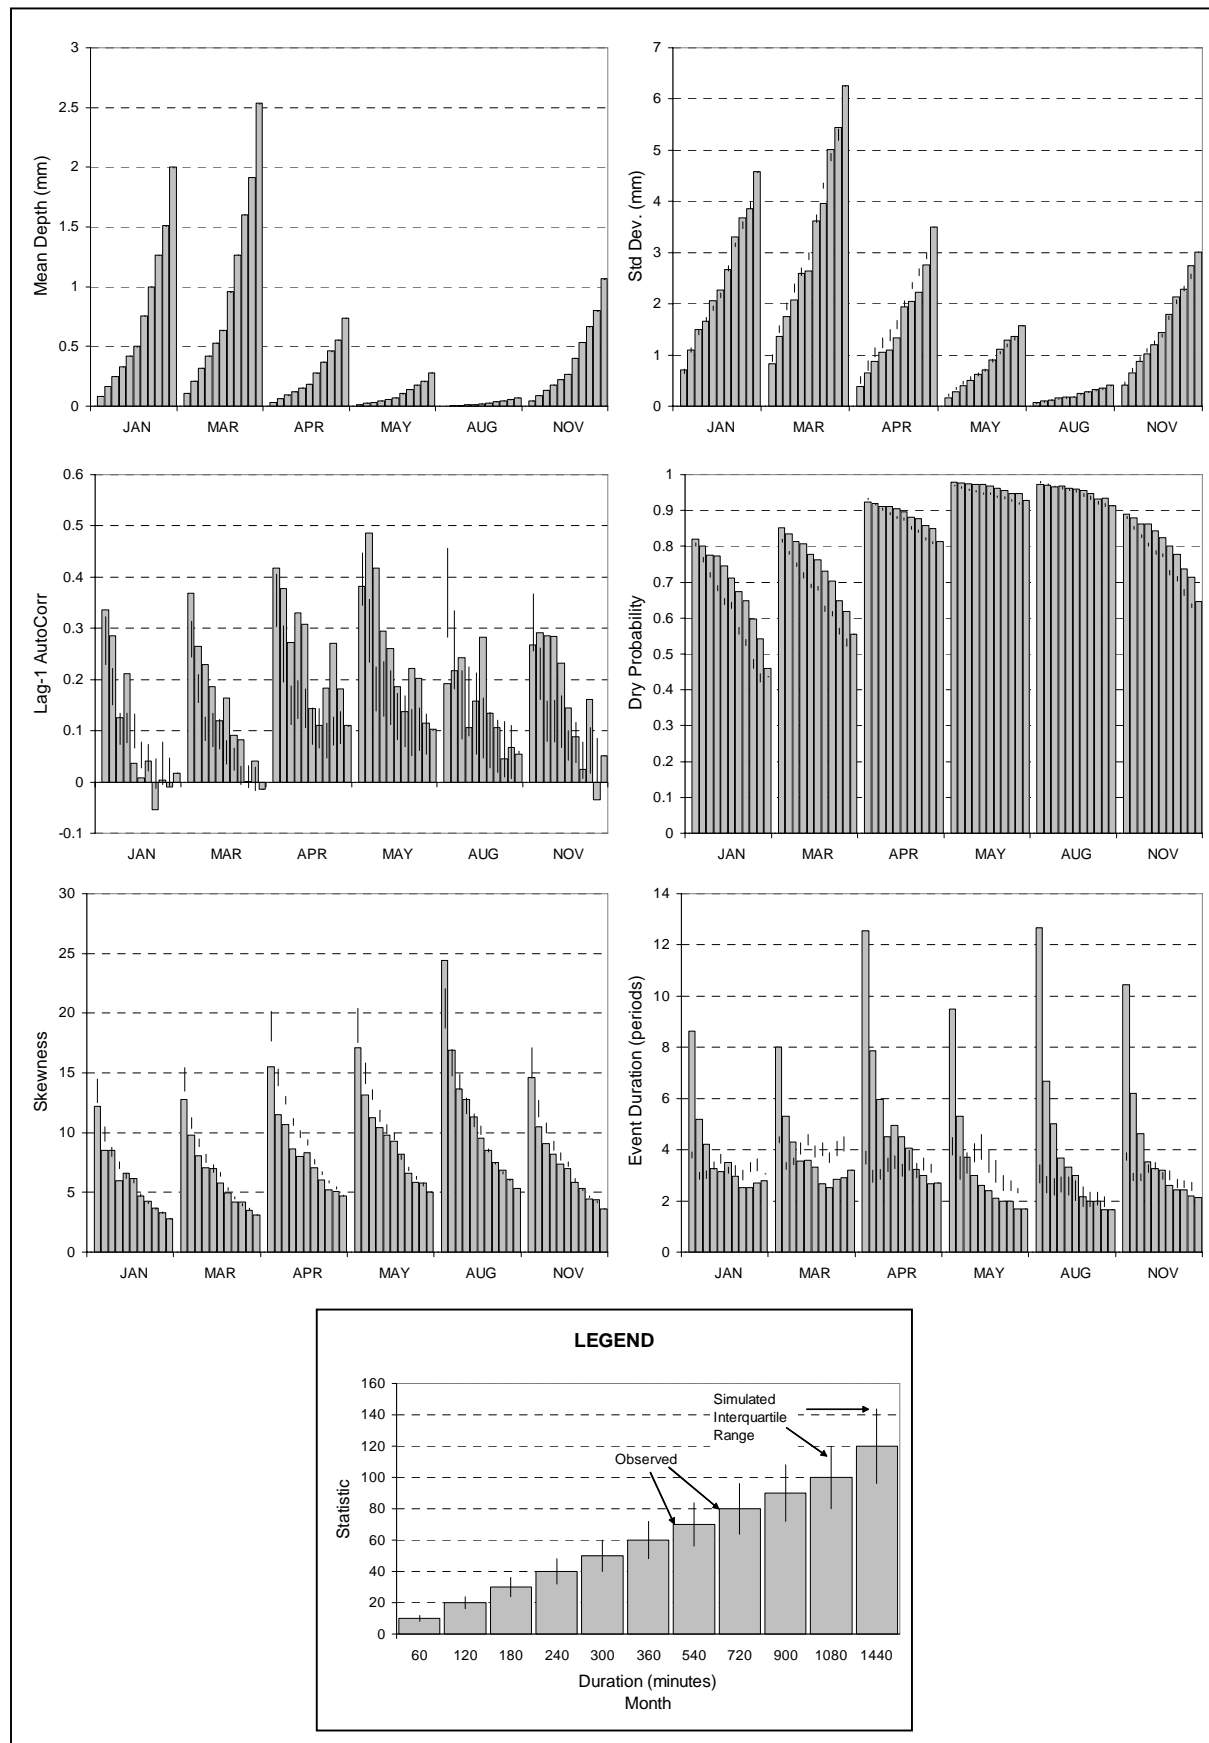 Mean Depth (mm)
3
2.5
2
1.5
1
0.5
0
JAN MAR APR MAY AUG NOV
Std Dev. (mm)
7
6
5
4
3
2
1
0
JAN MAR APR MAY AUG NOV
Lag-1 AutoCorr
0.6
0.5
0.4
0.3
0.2
0.1
0
-0.1
JAN MAR APR MAY AUG NOV
Dry Probability
1
0.9
0.8
0.7
0.6
0.5
0.4
0.3
0.2
0.1
0
JAN MAR APR MAY AUG NOV
Skewness
30
25
20
15
10
5
0
JAN MAR APR MAY AUG NOV
Event Duration (periods)
14
12
10
8
6
4
2
0
JAN MAR APR MAY AUG NOV
LEGEND
Statistic
160
140
120
100
80
60
40
20
0
Simulated
Interquartile
Range
Observed
60 120 180 240 300 360 540 720 900 1080 1440
Duration (minutes)
Month